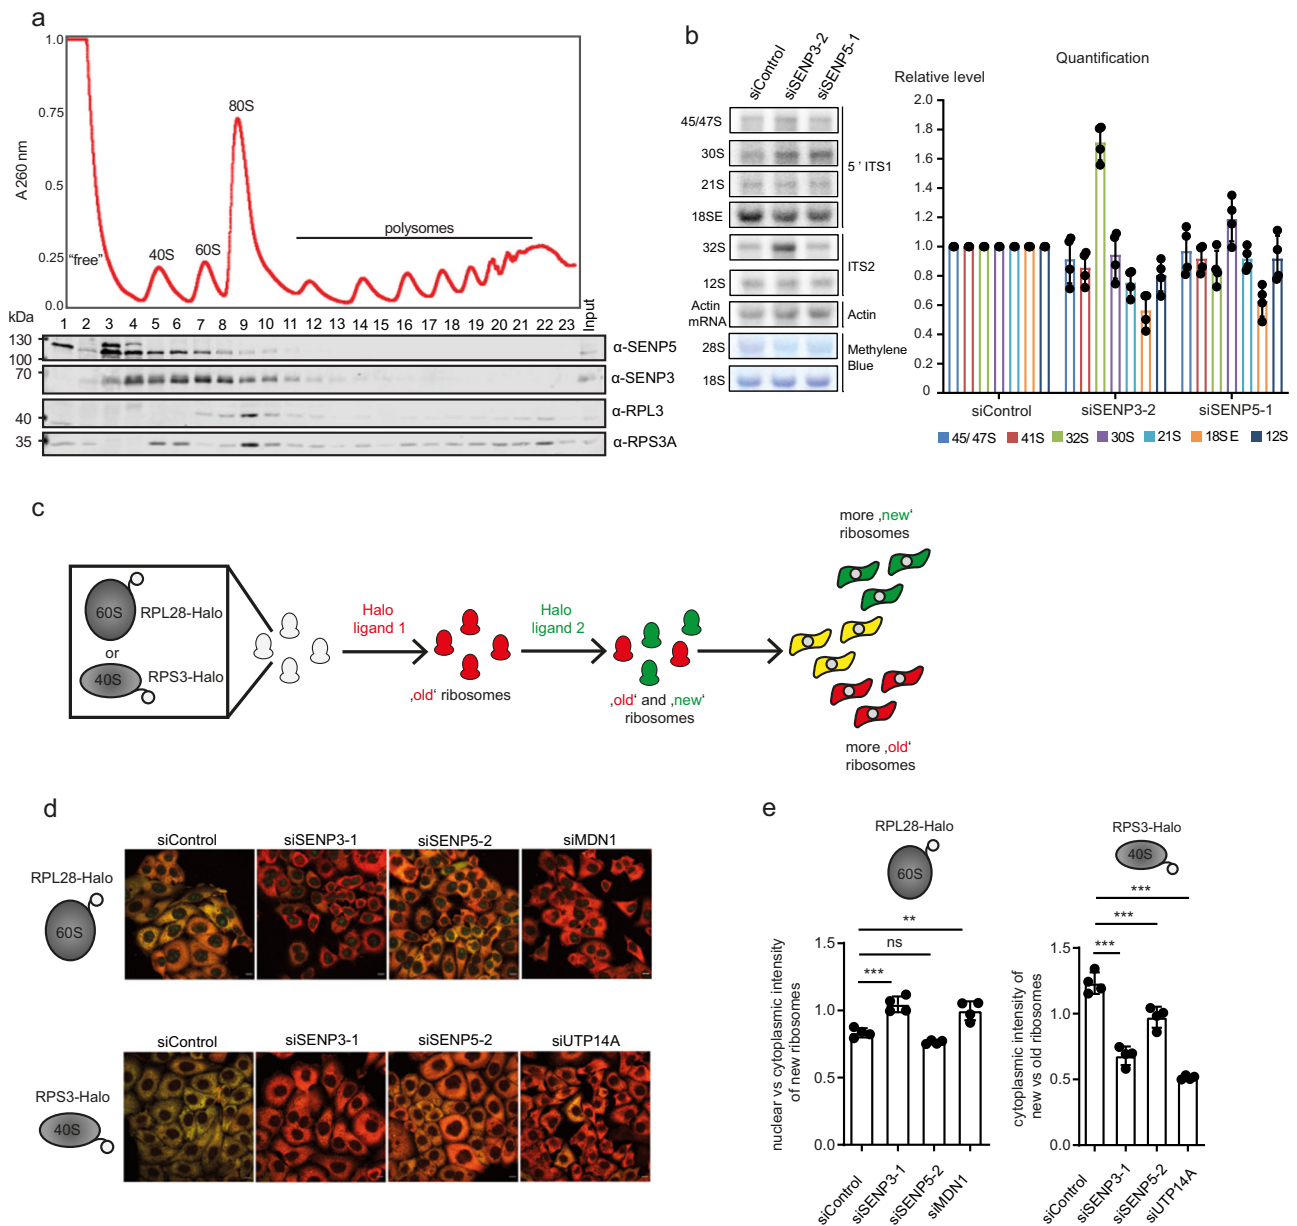 a
1.0
0.75
0.5
0.25
0.0
A 260 nm
"free"
40S
60S
80S
polysomes
kDa
1 2 3 4 5 6 7 8 9 10 11 12 13 14 15 16 17 18 19 20 21 22 23 Input
130
100
α-SENP5
70
α-SENP3
40
α-RPL3
35
α-RPS3A
b
siControl
siSENP3-2
siSENP5-1
45/47S
30S
21S
18SE
5 ' ITS1
32S
12S
ITS2
Actin
mRNA
Actin
28S
18S
Methylene
Blue
Quantification
Relative level
2.0
1.8
1.6
1.4
1.2
1.0
0.8
0.6
0.4
0.2
0
siControl
siSENP3-2
siSENP5-1
45/ 47S 41S 32S 30S 21S 18S E 12S
c
60S
RPL28-Halo
or
40S
RPS3-Halo
Halo
ligand 1
‚old‘ ribosomes
Halo
ligand 2
‚old‘ and ‚new‘
ribosomes
more ‚new‘
ribosomes
more ‚old‘
ribosomes
d
siControl
siSENP3-1
siSENP5-2
siMDN1
RPL28-Halo
60S
siControl
siSENP3-1
siSENP5-2
siUTP14A
RPS3-Halo
40S
e
RPL28-Halo
60S
**
ns
***
1.5
1.0
0.5
0.0
nuclear vs cytoplasmic intensity
of new ribosomes
siControl
siSENP3-1
siSENP5-2
siMDN1
RPS3-Halo
40S
***
***
***
1.5
1.0
0.5
0.0
cytoplasmic intensity of
new vs old ribosomes
siControl
siSENP3-1
siSENP5-2
siUTP14A